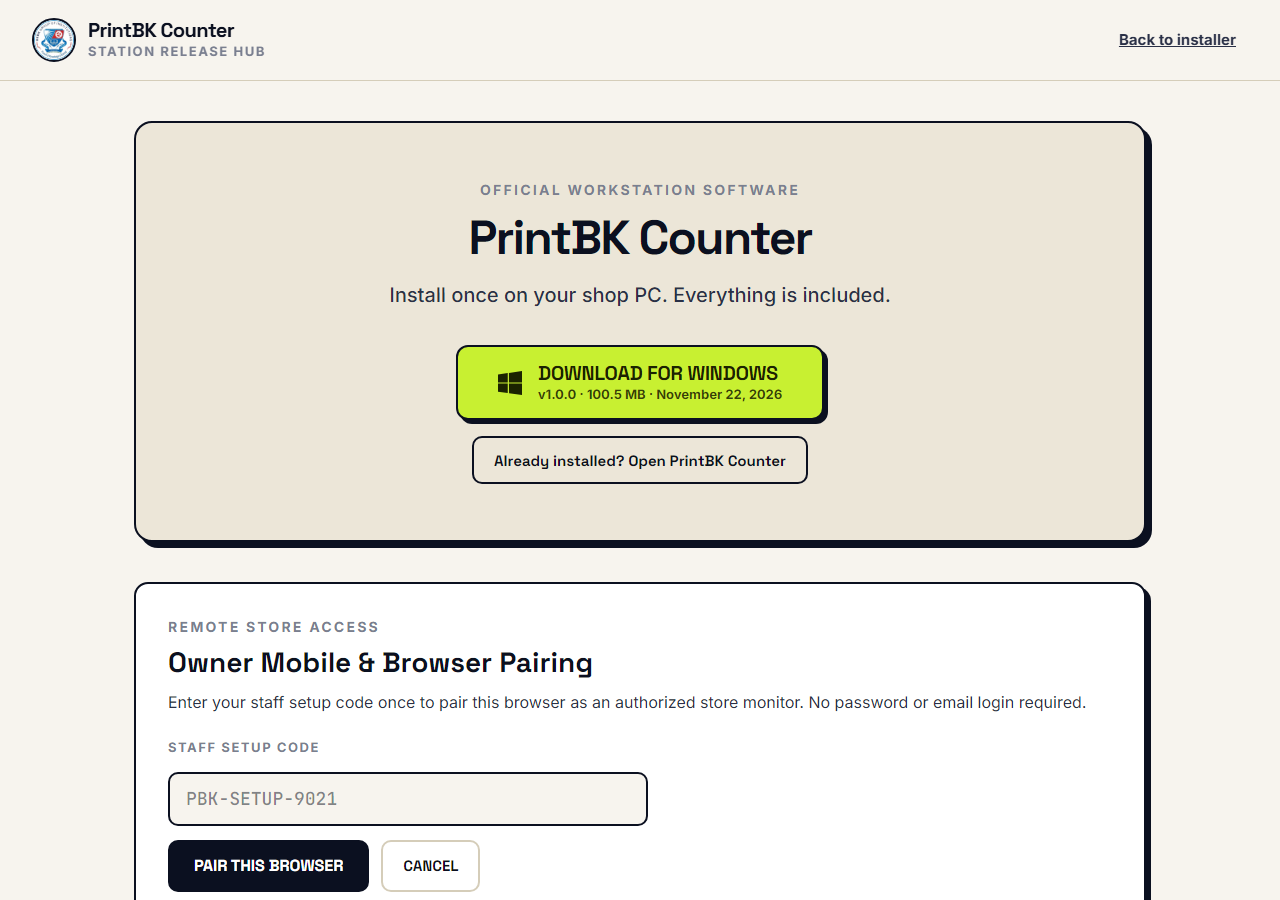 PrintBK Counter
STATION RELEASE HUB
Back to installer
OFFICIAL WORKSTATION SOFTWARE
PrintBK Counter
Install once on your shop PC. Everything is included.
DOWNLOAD FOR WINDOWS
v1.0.0 · 100.5 MB · November 22, 2026
Already installed? Open PrintBK Counter
REMOTE STORE ACCESS
Owner Mobile & Browser Pairing
Enter your staff setup code once to pair this browser as an authorized store monitor. No password or email login required.
STAFF SETUP CODE
PBK-SETUP-9021
PAIR THIS BROWSER
CANCEL